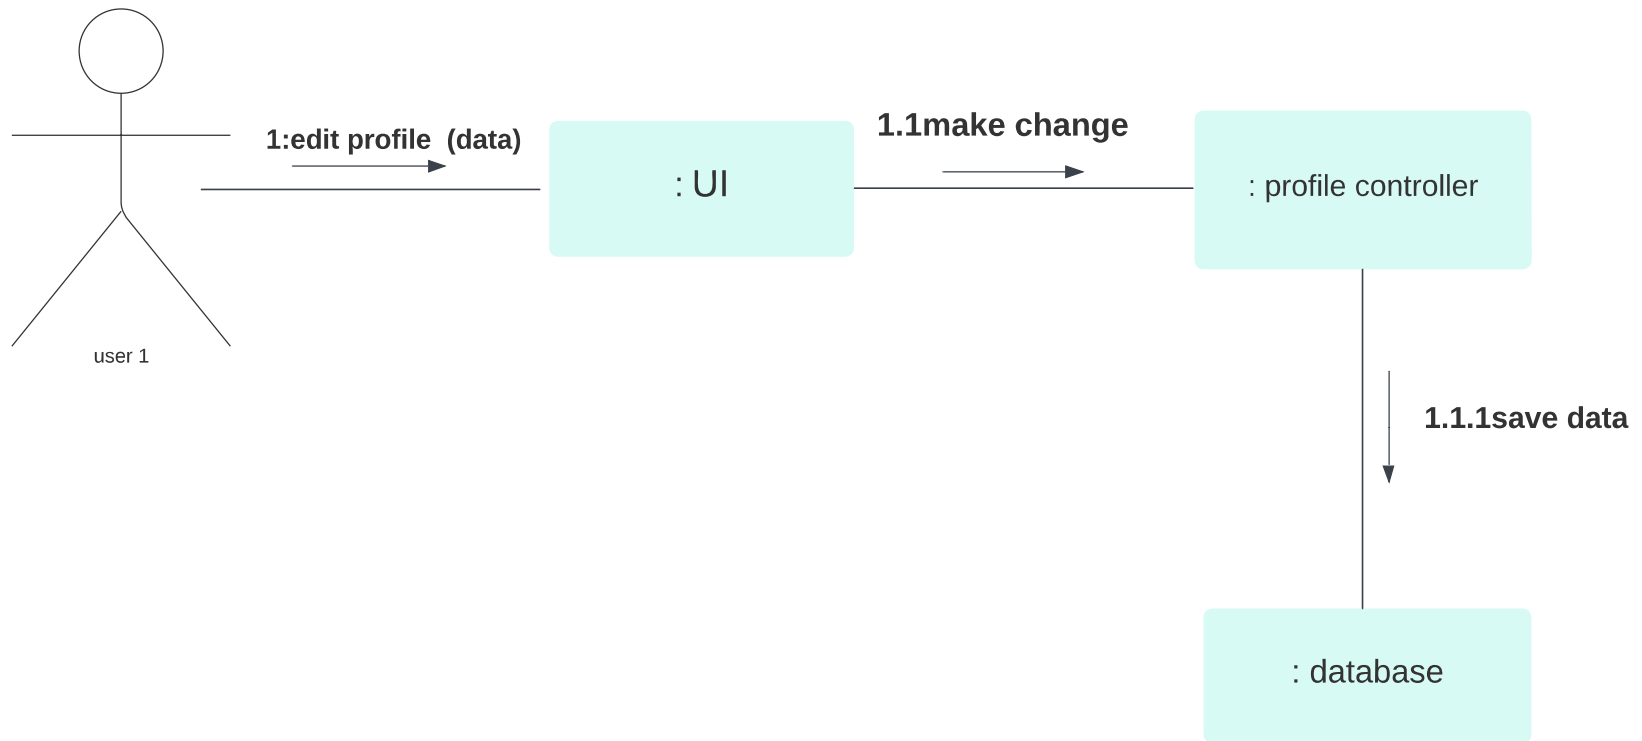 1:edit profile  (data)
: UI
1.1make change
: profile controller
user 1
1.1.1save data
: database